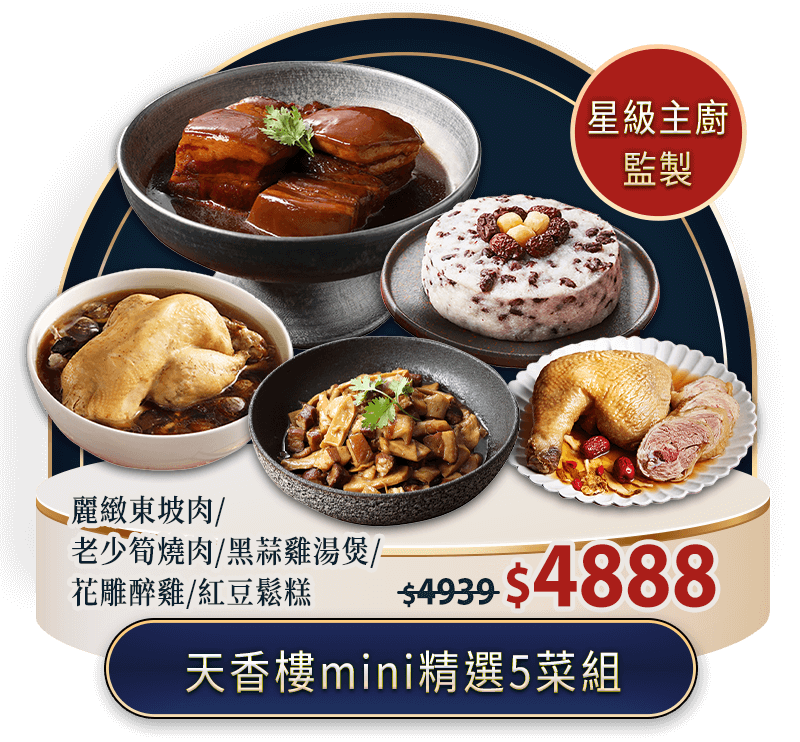 星級主廚
監製
麗緻東坡肉/
老少筍燒肉/黑蒜雞湯煲/
花雕醉雞/紅豆鬆糕
$4939 $4888
天香樓mini精選5菜組